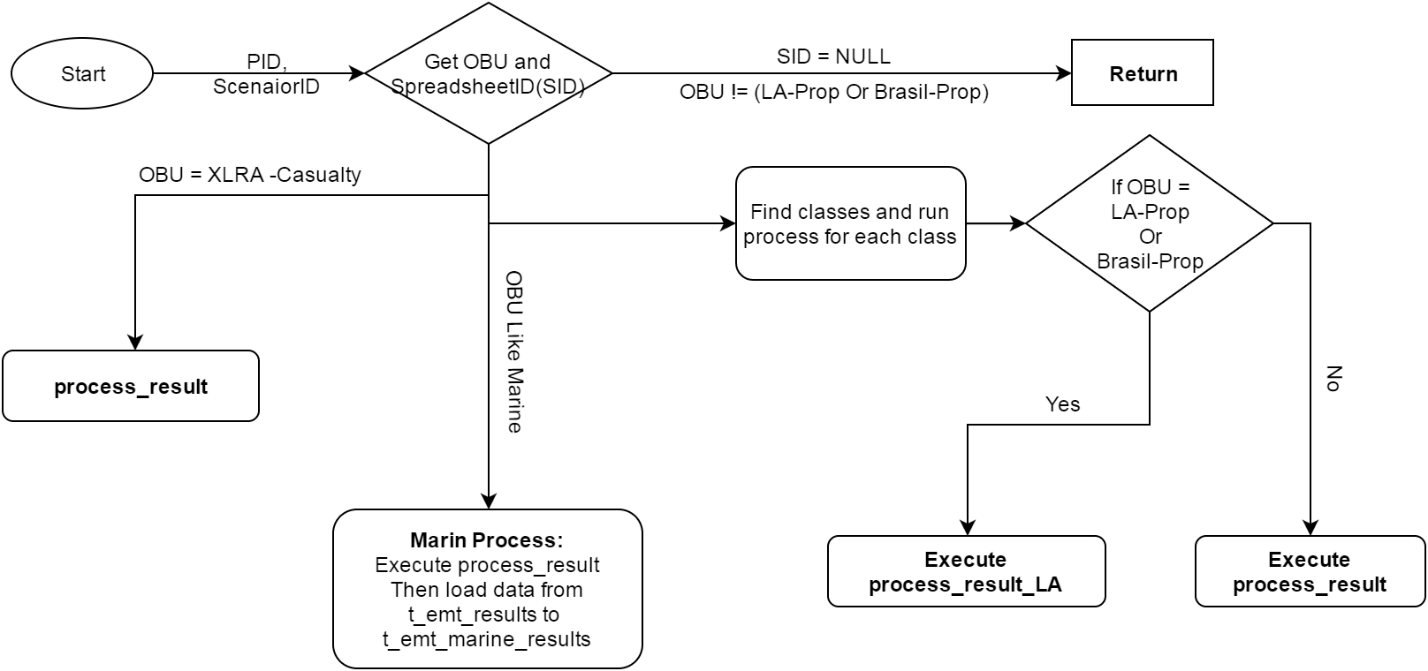 Start
PID,
ScenaiorID
Get OBU and
SpreadsheetID(SID)
SID = NULL
OBU != (LA-Prop Or Brasil-Prop)
Return
OBU = XLRA -Casualty
Find classes and run
process for each class
If OBU =
LA-Prop
Or
Brasil-Prop
OBU Like Marine
process_result
Yes
No
Marin Process:
Execute process_result
Then load data from
t_emt_results to
t_emt_marine_results
Execute
process_result_LA
Execute
process_result